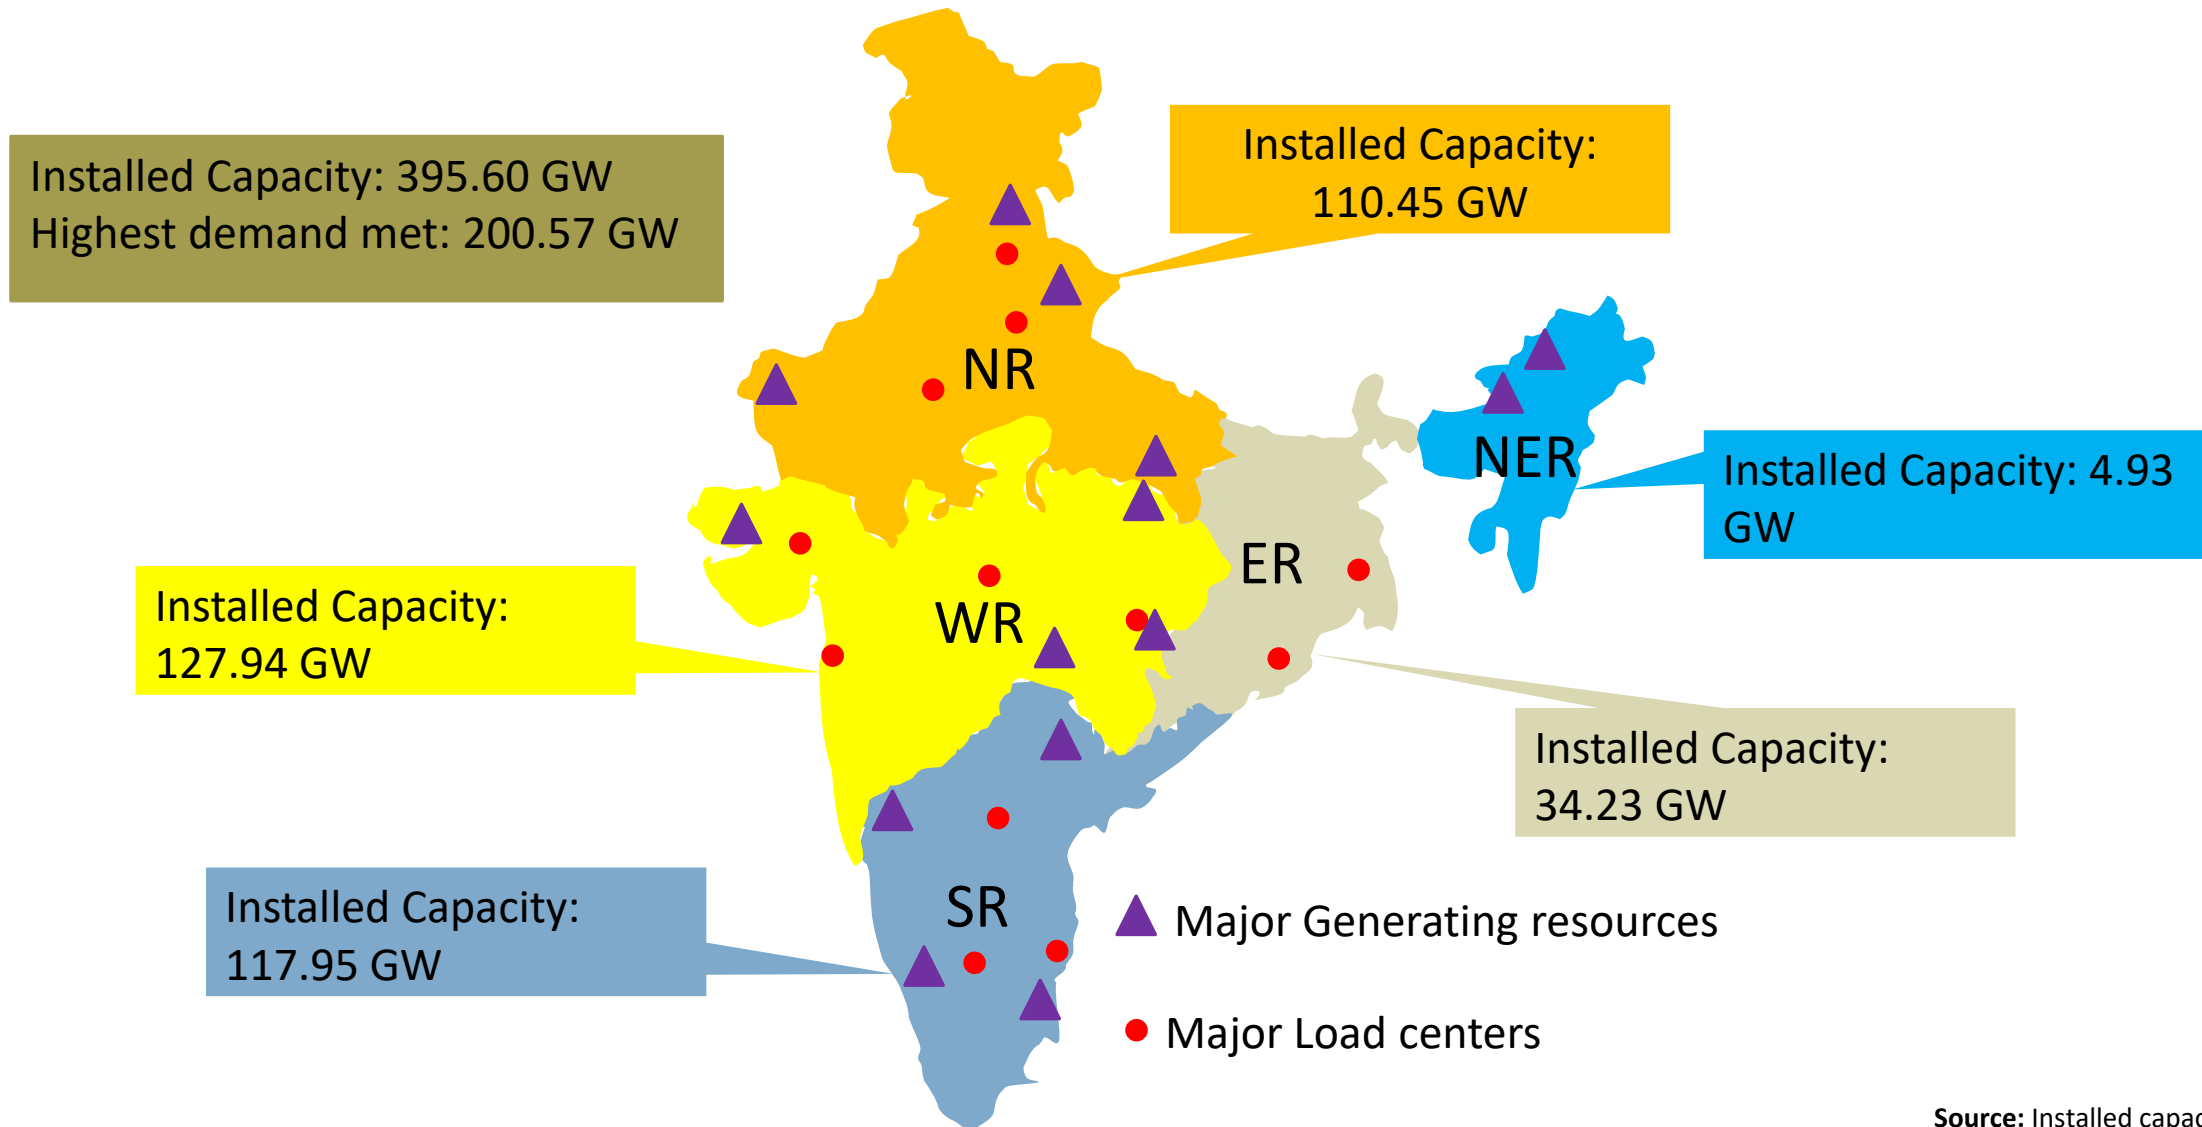 Installed Capacity: 395.60 GW
Highest demand met: 200.57 GW
Installed Capacity:
110.45 GW
NR
NER
Installed Capacity: 4.93
GW
ER
WR
Installed Capacity:
127.94 GW
Installed Capacity:
34.23 GW
Installed Capacity:
117.95 GW
SR
Major Generating resources
Major Load centers
Source: Installed capac